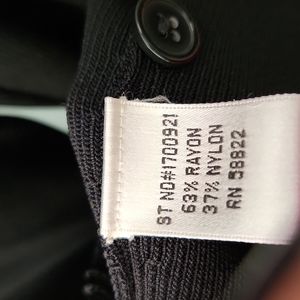 ST NO#1700921
63% RAYON
37% NYLON
RN 58822